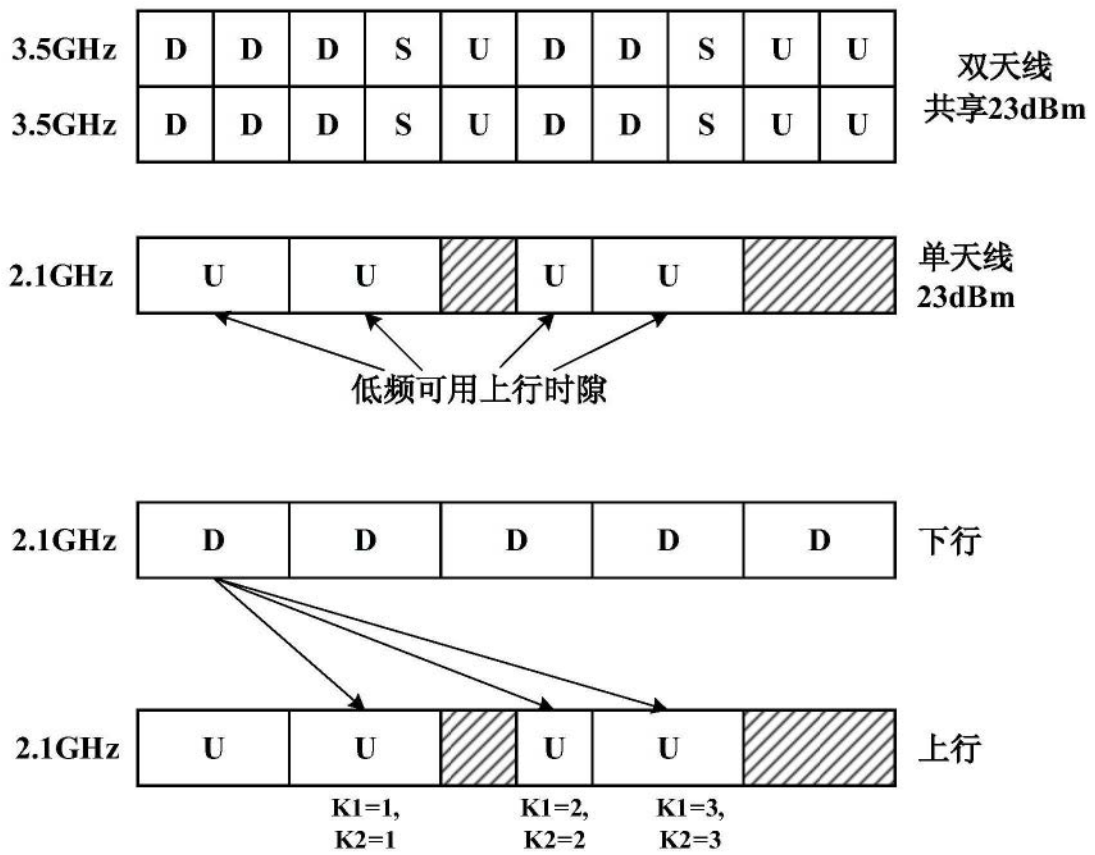 3.5GHz D D D S U D D S U U
3.5GHz D D D S U D D S U U
双天线
共享23dBm
2.1GHz U U U U
单天线
23dBm
低频可用上行时隙
2.1GHz D D D D D 下行
2.1GHz U U U U 上行
K1=1, K1=2, K1=3,
K2=1 K2=2 K2=3